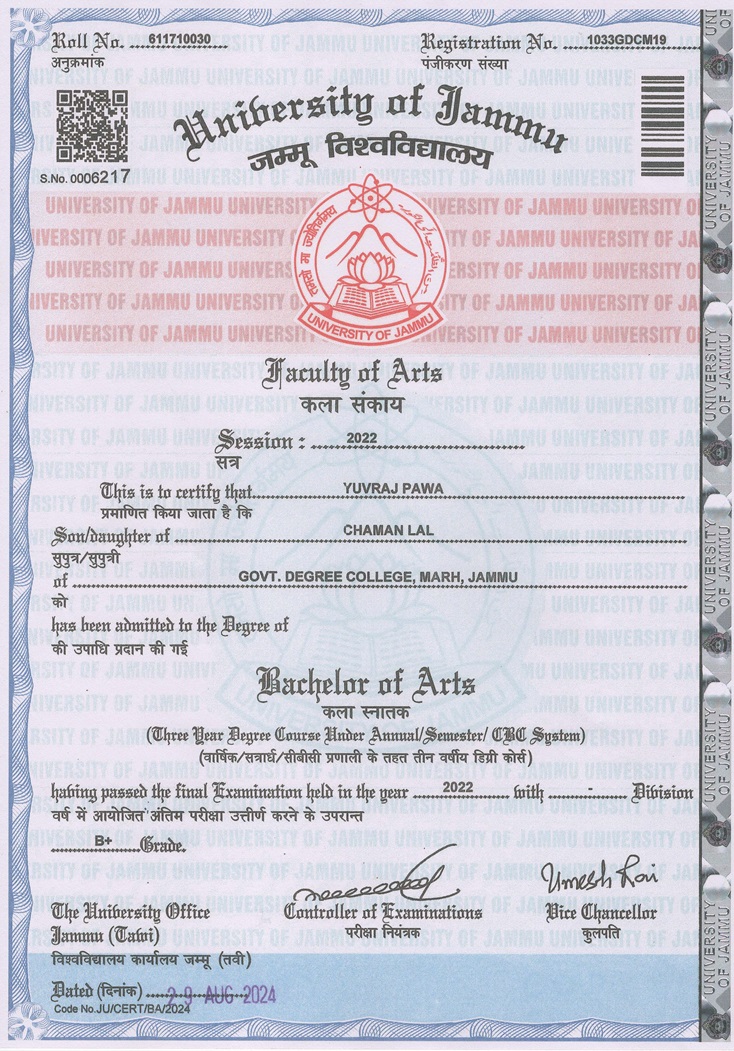 Roll No. 611710030
अनुक्रमांक
Registration No. 1033GDCM19
पंजीकरण संख्या
S.No. 0006217
University of Jammu
जम्मू विश्वविद्यालय
तमसो मा ज्योतिर्गमय
UNIVERSITY OF JAMMU
Faculty of Arts
कला संकाय
Session : 2022
सत्र
This is to certify that YUVRAJ PAWA
प्रमाणित किया जाता है कि
Son/daughter of CHAMAN LAL
सुपुत्र/सुपुत्री
of GOVT. DEGREE COLLEGE, MARH, JAMMU
को
has been admitted to the Degree of
की उपाधि प्रदान की गई
Bachelor of Arts
कला स्नातक
(Three Year Degree Course Under Annual/Semester/ CBC System)
(वार्षिक/सत्रार्ध/सीबीसी प्रणाली के तहत तीन वर्षीय डिग्री कोर्स)
having passed the final Examination held in the year 2022 with Division
वर्ष में आयोजित अंतिम परीक्षा उत्तीर्ण करने के उपरान्त
B+ Grade.
Umesh Rai
The University Office
Controller of Examinations
Vice Chancellor
Jammu (Tawi)
परीक्षा नियंत्रक
कुलपति
विश्वविद्यालय कार्यालय जम्मू (तवी)
Dated (दिनांक) 29 AUG 2024
Code No.JU/CERT/BA/2024